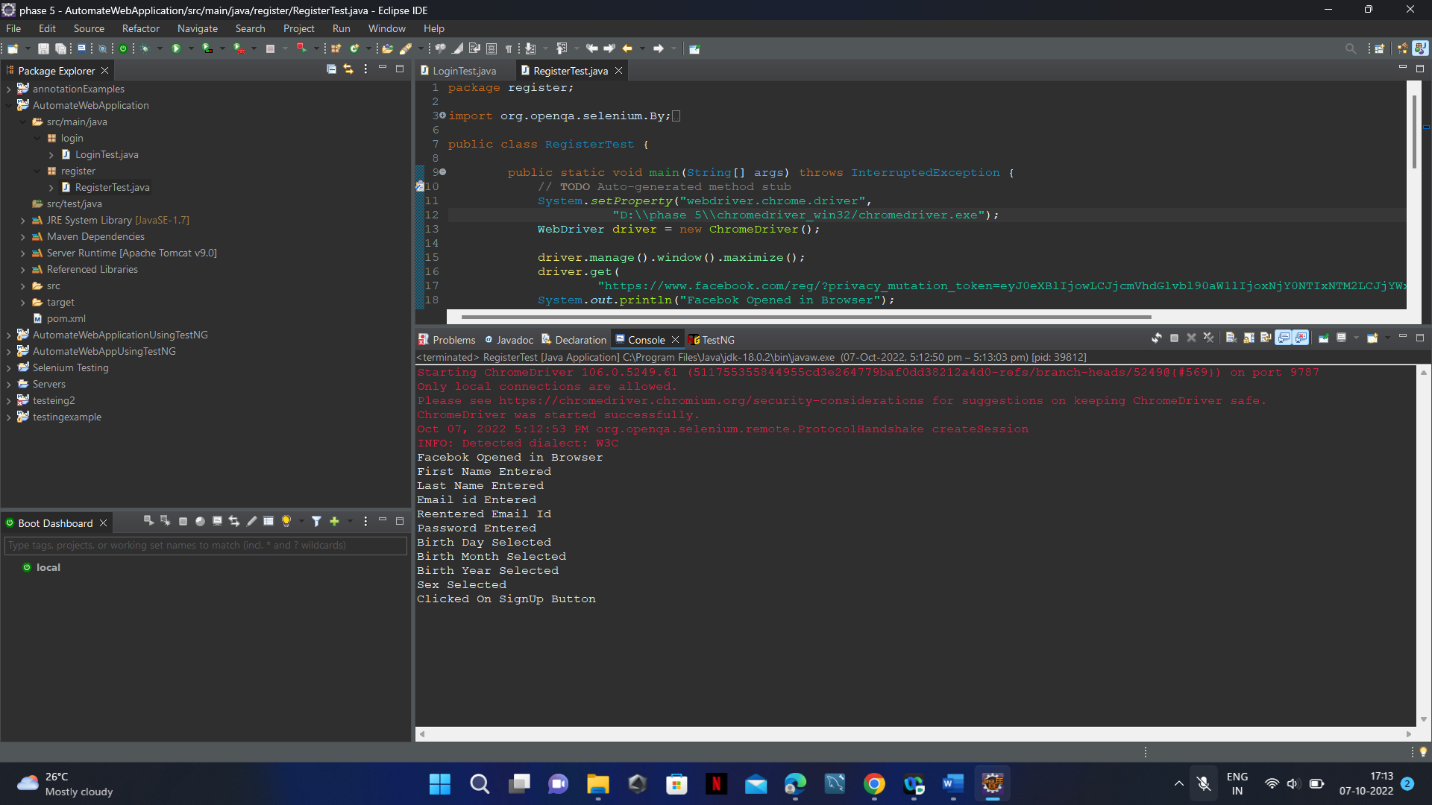 phase 5 - AutomateWebApplication/src/main/java/register/RegisterTest.java - Eclipse IDE
File Edit Source Refactor Navigate Search Project Run Window Help
Package Explorer
annotationExamples
AutomateWebApplication
src/main/java
login
LoginTest.java
register
RegisterTest.java
src/test/java
JRE System Library [JavaSE-1.7]
Maven Dependencies
Server Runtime [Apache Tomcat v9.0]
Referenced Libraries
src
target
pom.xml
AutomateWebApplicationUsingTestNG
AutomateWebAppUsingTestNG
Selenium Testing
Servers
testeing2
testingexample
Boot Dashboard
Type tags, projects, or working set names to match (incl. * and ? wildcards)
local
LoginTest.java RegisterTest.java
1 package register;
2
3 import org.openqa.selenium.By;
6
7 public class RegisterTest {
8
9 public static void main(String[] args) throws InterruptedException {
10 // TODO Auto-generated method stub
11 System.setProperty("webdriver.chrome.driver",
12 "D:\\phase 5\\chromedriver_win32/chromedriver.exe");
13 WebDriver driver = new ChromeDriver();
14
15 driver.manage().window().maximize();
16 driver.get(
17 "https://www.facebook.com/reg/?privacy_mutation_token=
18 System.out.println("Facebok Opened in Browser");
Problems Javadoc Declaration Console TestNG
<terminated> RegisterTest [Java Application] C:\Program Files\Java\jdk-18.0.2\bin\javaw.exe (07-Oct-2022, 5:12:50 pm – 5:13:03 pm) [pid: 39812]
Starting ChromeDriver 106.0.5249.61 (511755355844955cd3e264779baf0dd38212a4d0-refs/branch-heads/5249@{#569}) on port 9787
Only local connections are allowed.
Please see https://chromedriver.chromium.org/security-considerations for suggestions on keeping ChromeDriver safe.
ChromeDriver was started successfully.
Oct 07, 2022 5:12:53 PM org.openqa.selenium.remote.ProtocolHandshake createSession
INFO: Detected dialect: W3C
Facebok Opened in Browser
First Name Entered
Last Name Entered
Email id Entered
Reentered Email Id
Password Entered
Birth Day Selected
Birth Month Selected
Birth Year Selected
Sex Selected
Clicked On SignUp Button
26°C
Mostly cloudy
ENG
IN
17:13
07-10-2022
2